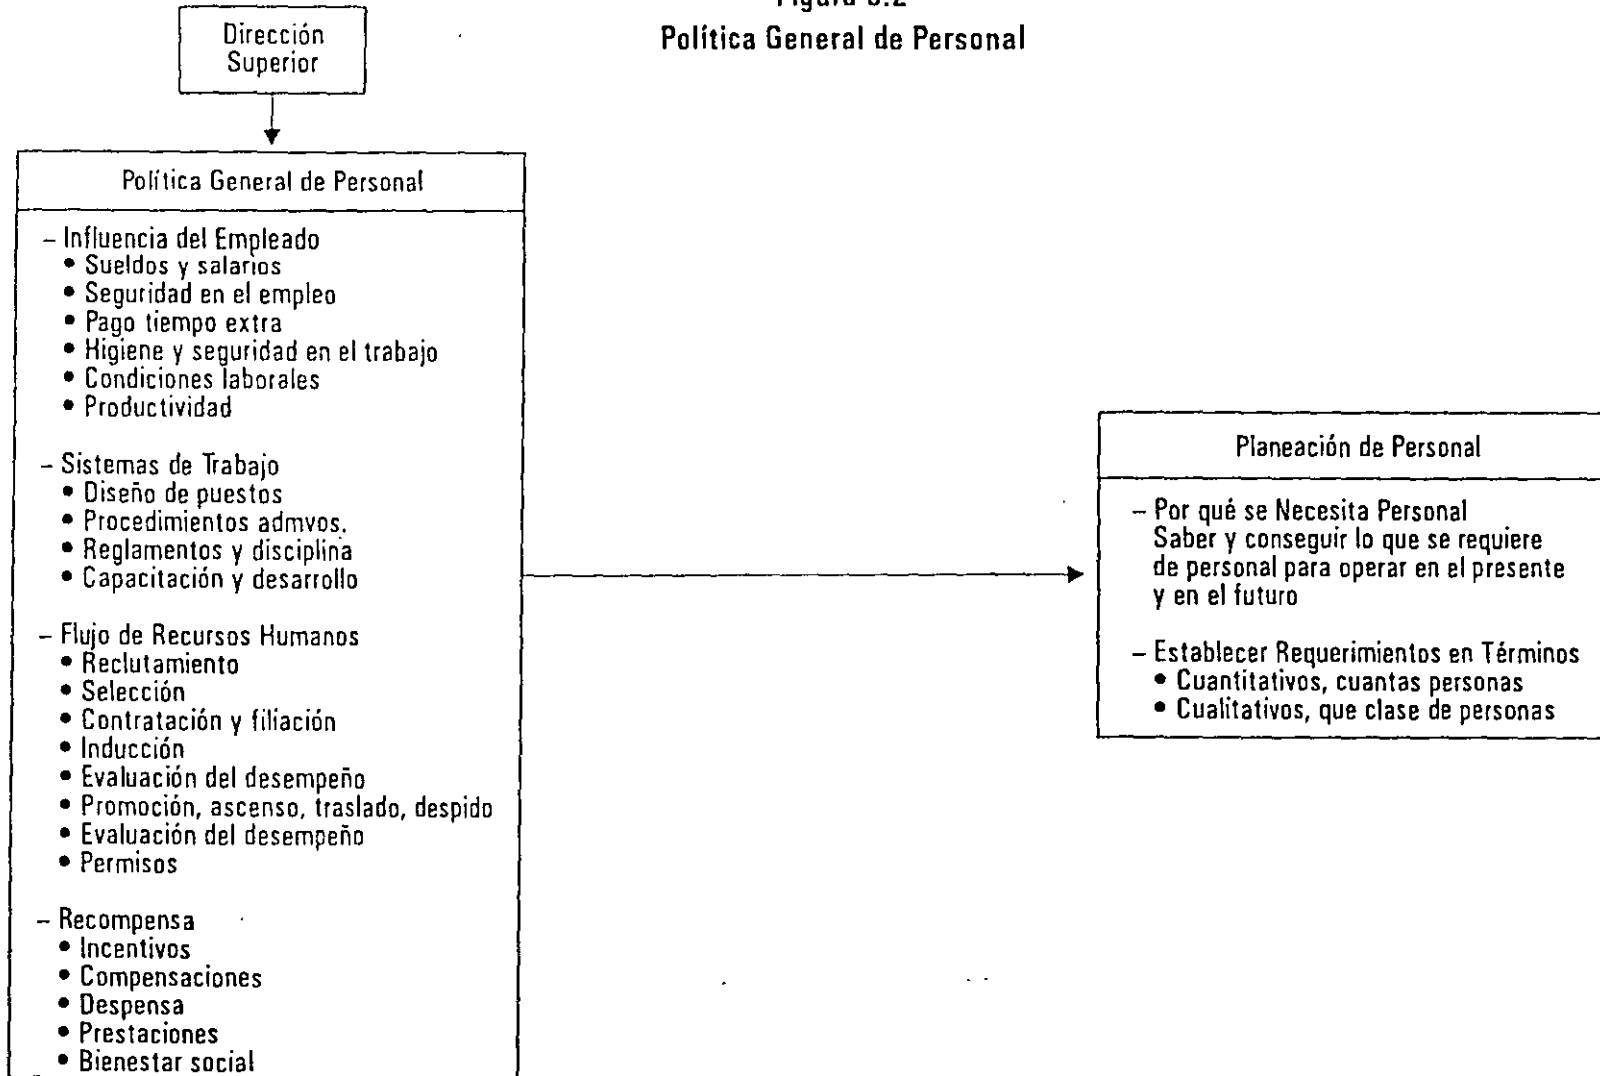 Política General de Personal
Dirección
Superior
Política General de Personal
– Influencia del Empleado
• Sueldos y salarios
• Seguridad en el empleo
• Pago tiempo extra
• Higiene y seguridad en el trabajo
• Condiciones laborales
• Productividad
– Sistemas de Trabajo
• Diseño de puestos
• Procedimientos admvos.
• Reglamentos y disciplina
• Capacitación y desarrollo
– Flujo de Recursos Humanos
• Reclutamiento
• Selección
• Contratación y filiación
• Inducción
• Evaluación del desempeño
• Promoción, ascenso, traslado, despido
• Evaluación del desempeño
• Permisos
– Recompensa
• Incentivos
• Compensaciones
• Despensa
• Prestaciones
• Bienestar social
Planeación de Personal
– Por qué se Necesita Personal
Saber y conseguir lo que se requiere
de personal para operar en el presente
y en el futuro
– Establecer Requerimientos en Términos
• Cuantitativos, cuantas personas
• Cualitativos, que clase de personas